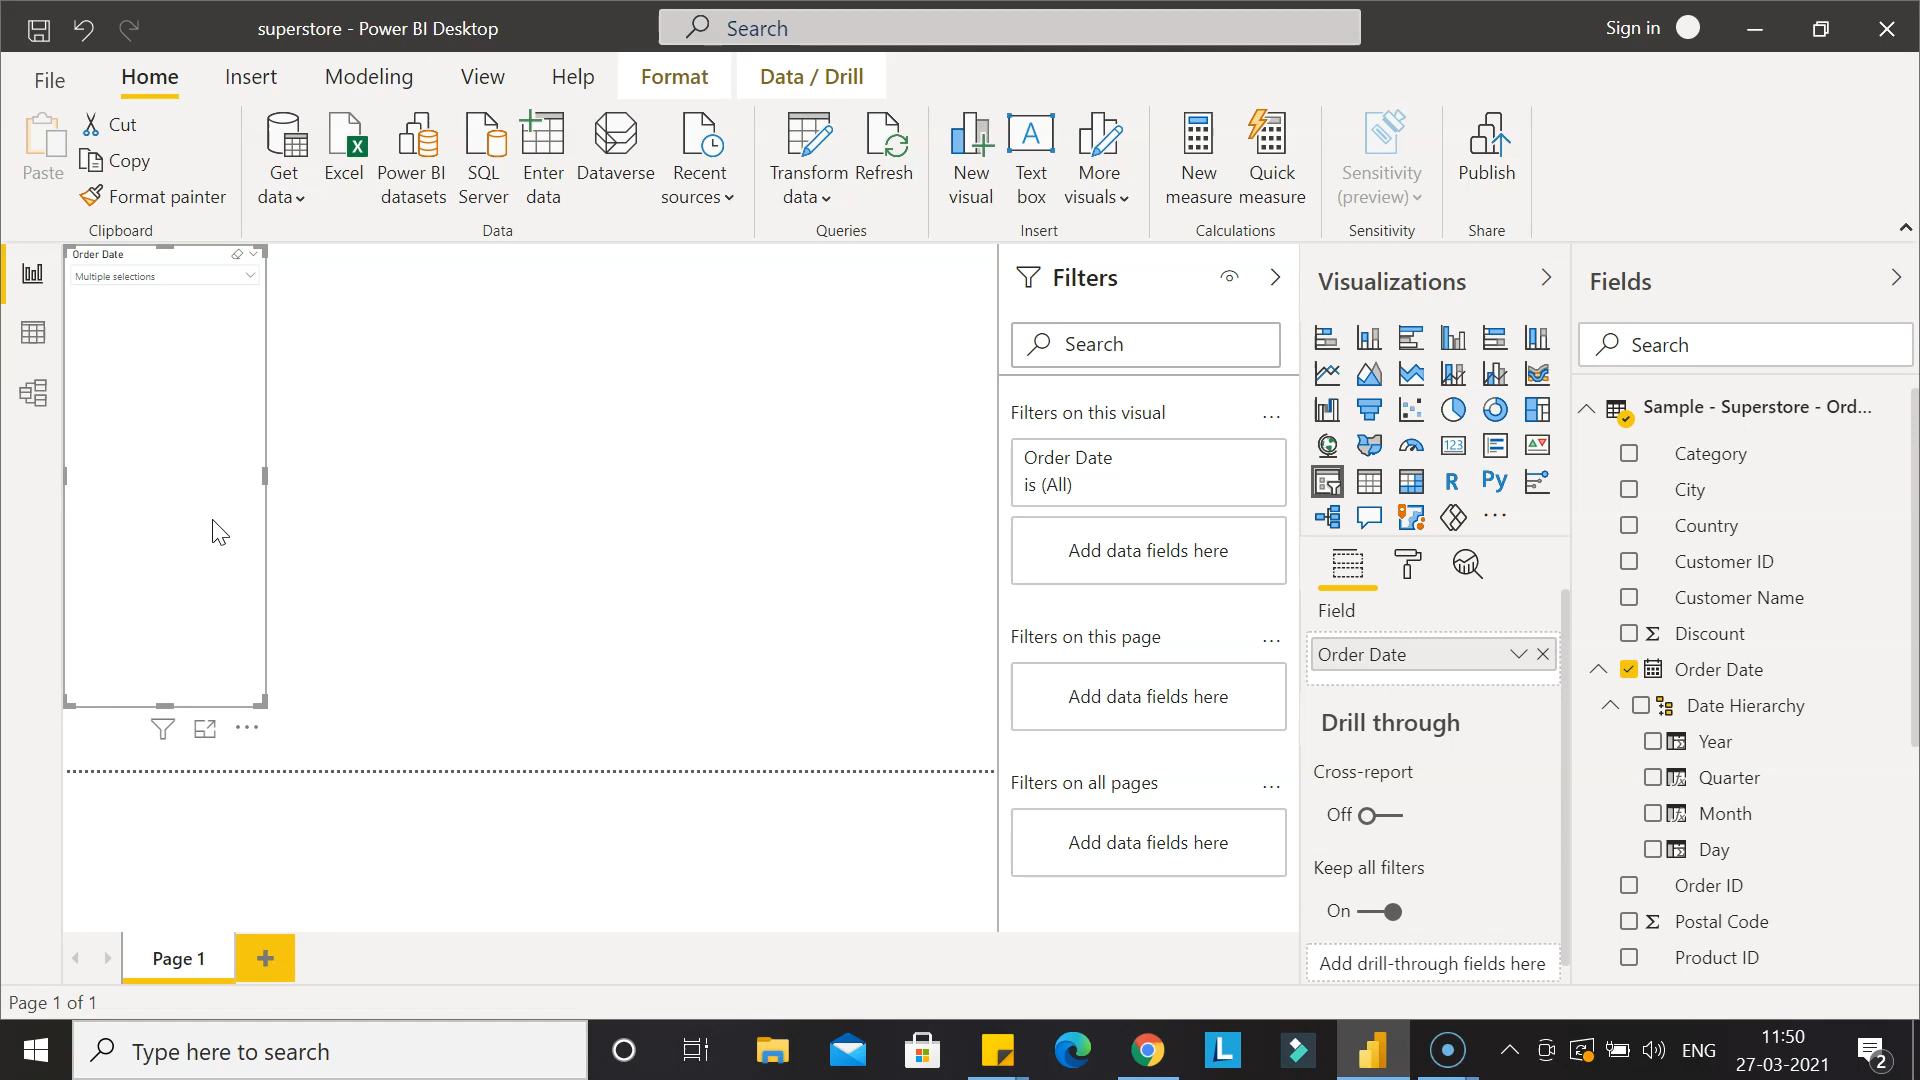 superstore - Power BI Desktop
Search
Sign in
File
Home
Insert
Modeling
View
Help
Format
Data / Drill
Paste
Cut
Copy
Format painter
Clipboard
Get
data
Excel
Power BI
datasets
SQL
Server
Enter
data
Dataverse
Recent
sources
Data
Transform
data
Refresh
Queries
New
visual
Text
box
More
visuals
Insert
New
measure
Quick
measure
Calculations
Sensitivity
(preview)
Sensitivity
Publish
Share
Order Date
Multiple selections
Filters
Search
Filters on this visual
...
Order Date
is (All)
Add data fields here
Filters on this page
...
Add data fields here
Filters on all pages
...
Add data fields here
Visualizations
123
R
Py
...
Field
Order Date
Drill through
Cross-report
Off
Keep all filters
On
Add drill-through fields here
Fields
Search
Sample - Superstore - Ord...
Category
City
Country
Customer ID
Customer Name
Discount
Order Date
Date Hierarchy
Year
Quarter
Month
Day
Order ID
Postal Code
Product ID
Page 1
Page 1 of 1
Type here to search
L
ENG
11:50
27-03-2021
2